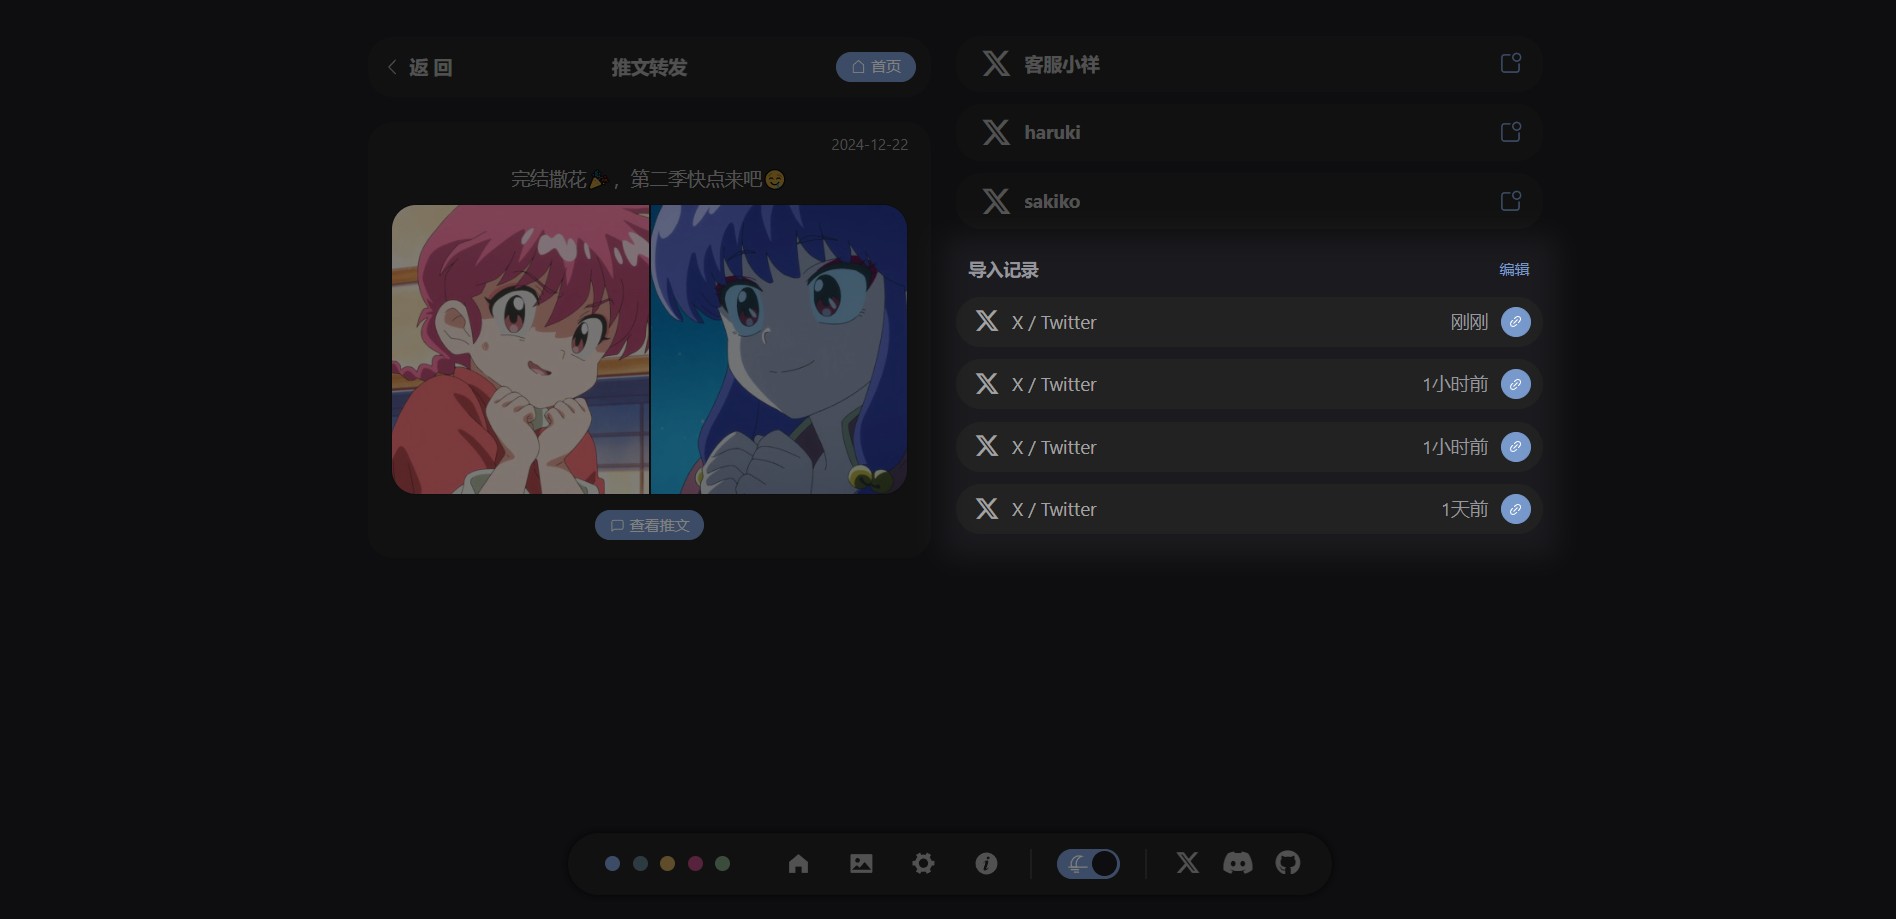 返 回
推文转发
首页
2024-12-22
完结撒花🎉，第二季快点来吧😊
查看推文
客服小祥
haruki
sakiko
导入记录
编辑
X / Twitter
刚刚
X / Twitter
1小时前
X / Twitter
1小时前
X / Twitter
1天前